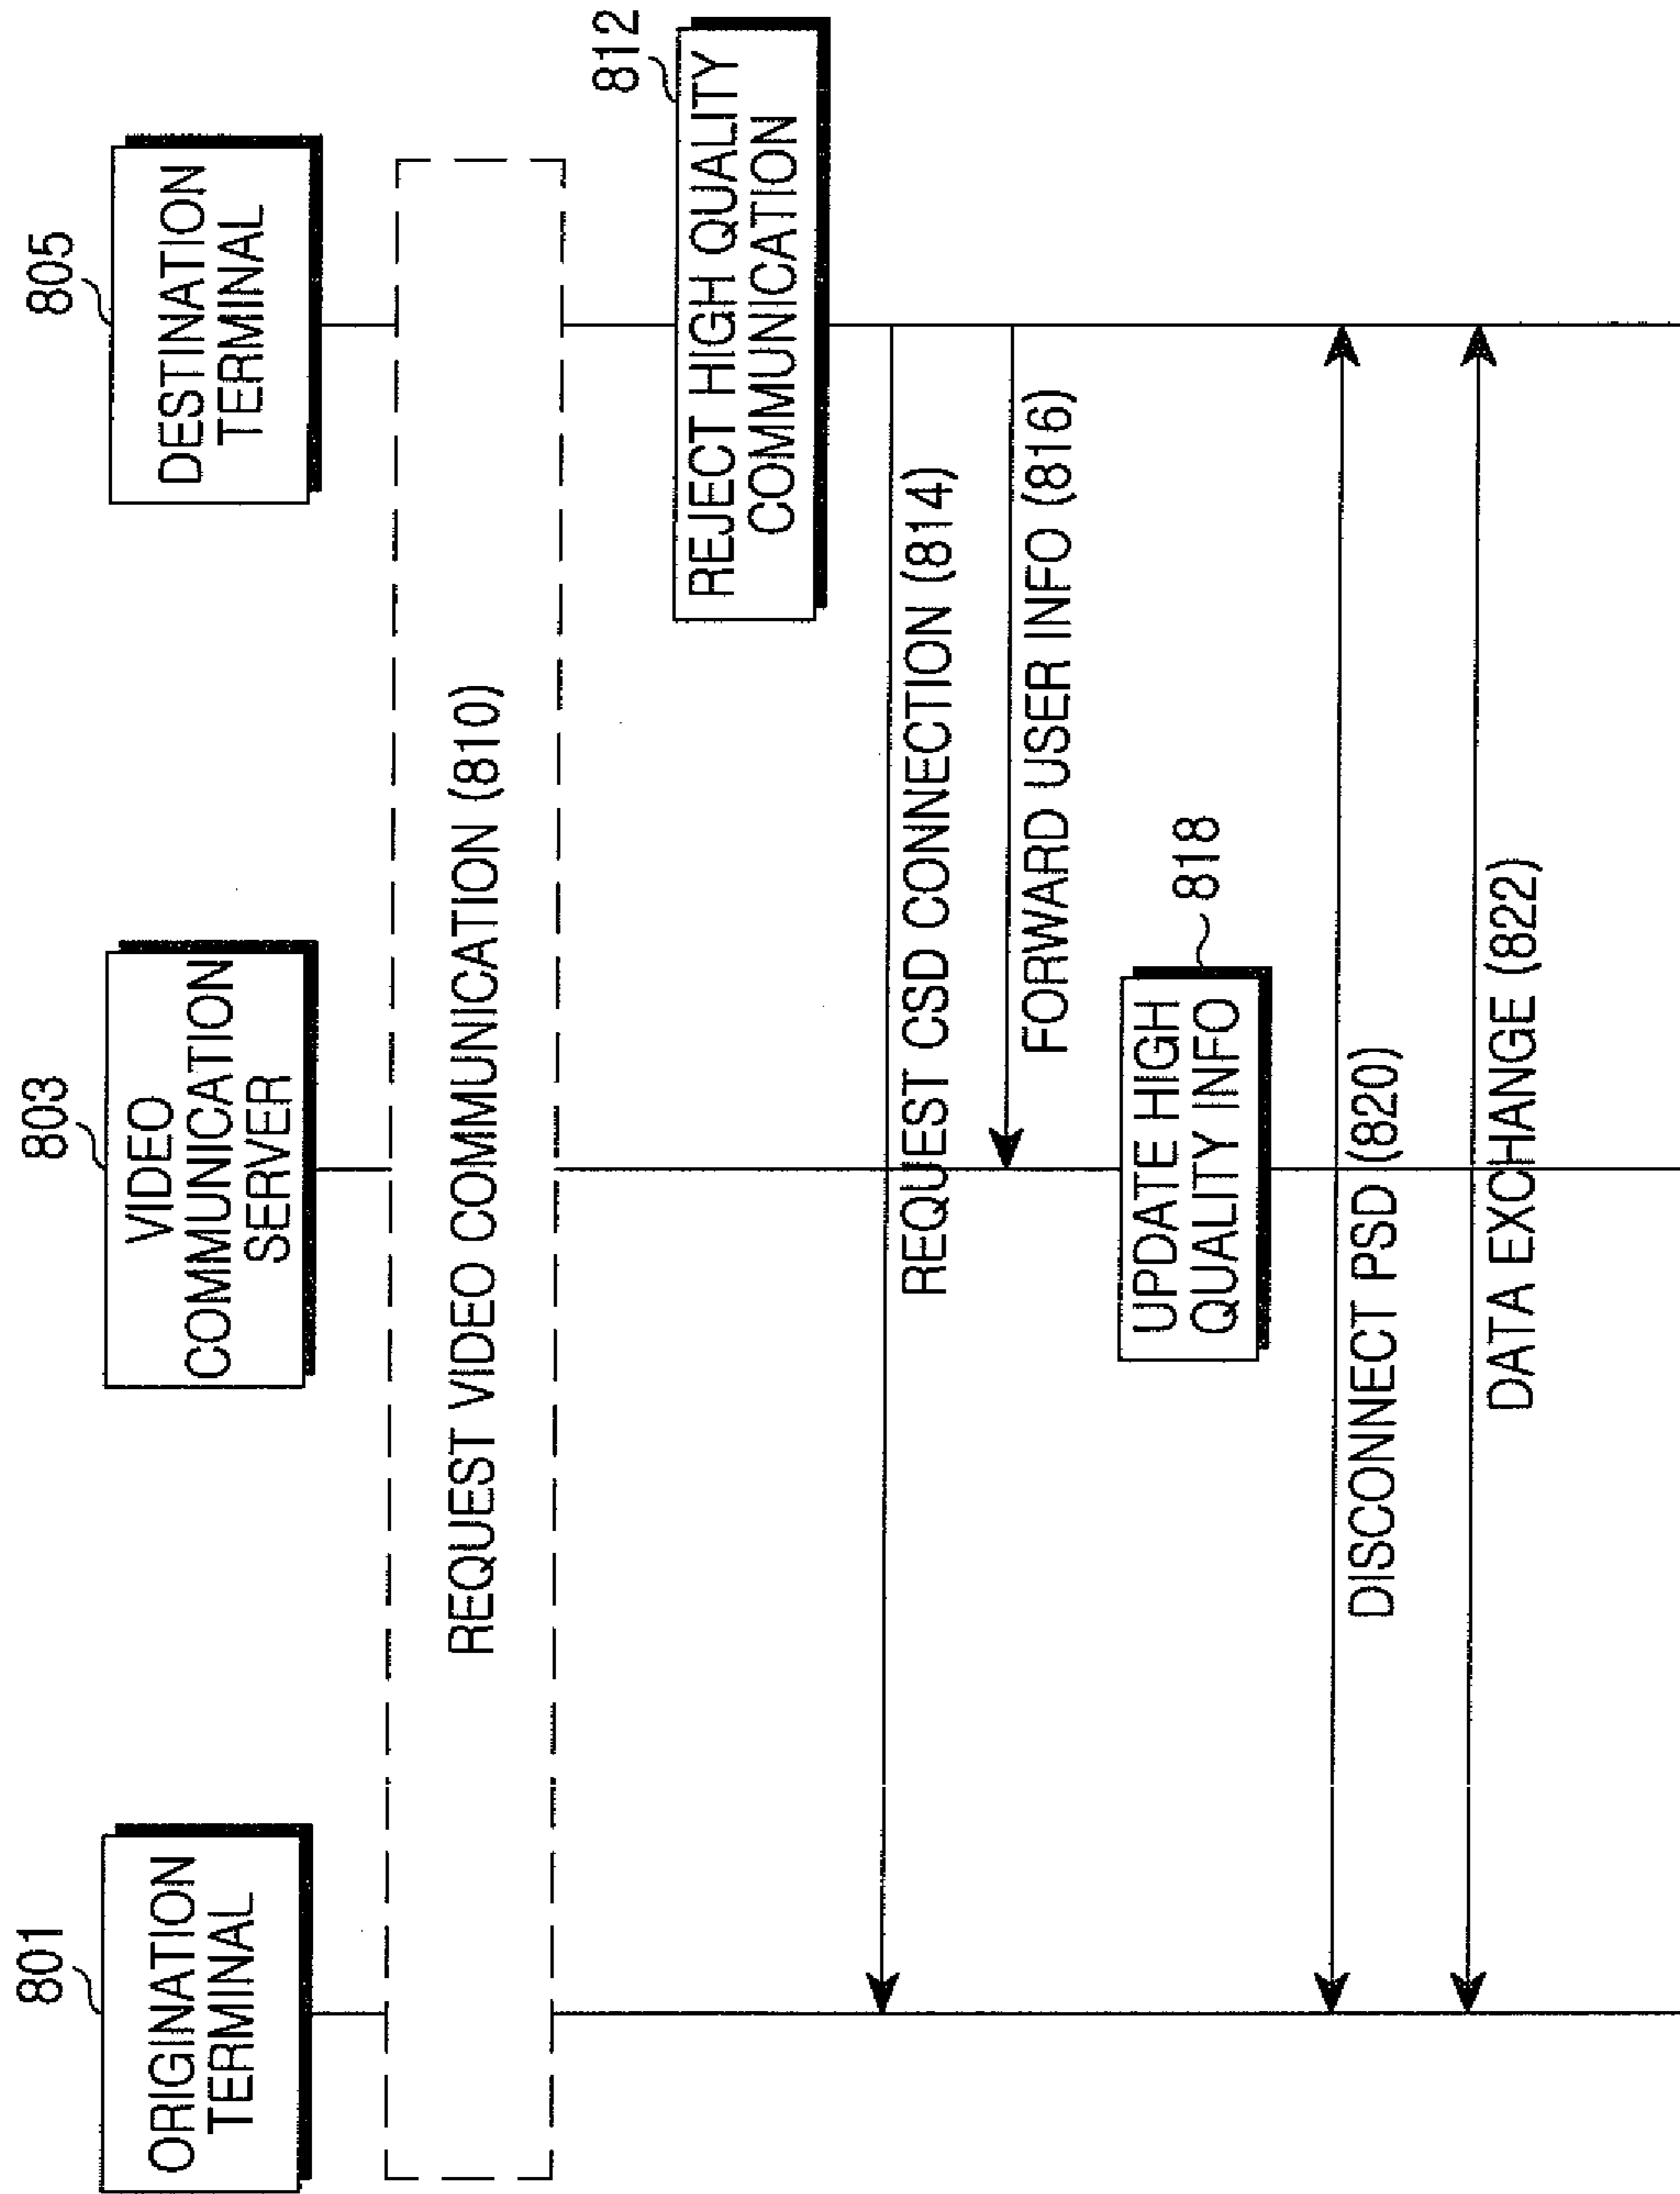 801
ORIGINATION
TERMINAL
803
VIDEO
COMMUNICATION
SERVER
805
DESTINATION
TERMINAL
REQUEST VIDEO COMMUNICATION (810)
812
REJECT HIGH QUALITY
COMMUNICATION
REQUEST CSD CONNECTION (814)
FORWARD USER INFO (816)
UPDATE HIGH
QUALITY INFO
818
DISCONNECT PSD (820)
DATA EXCHANGE (822)